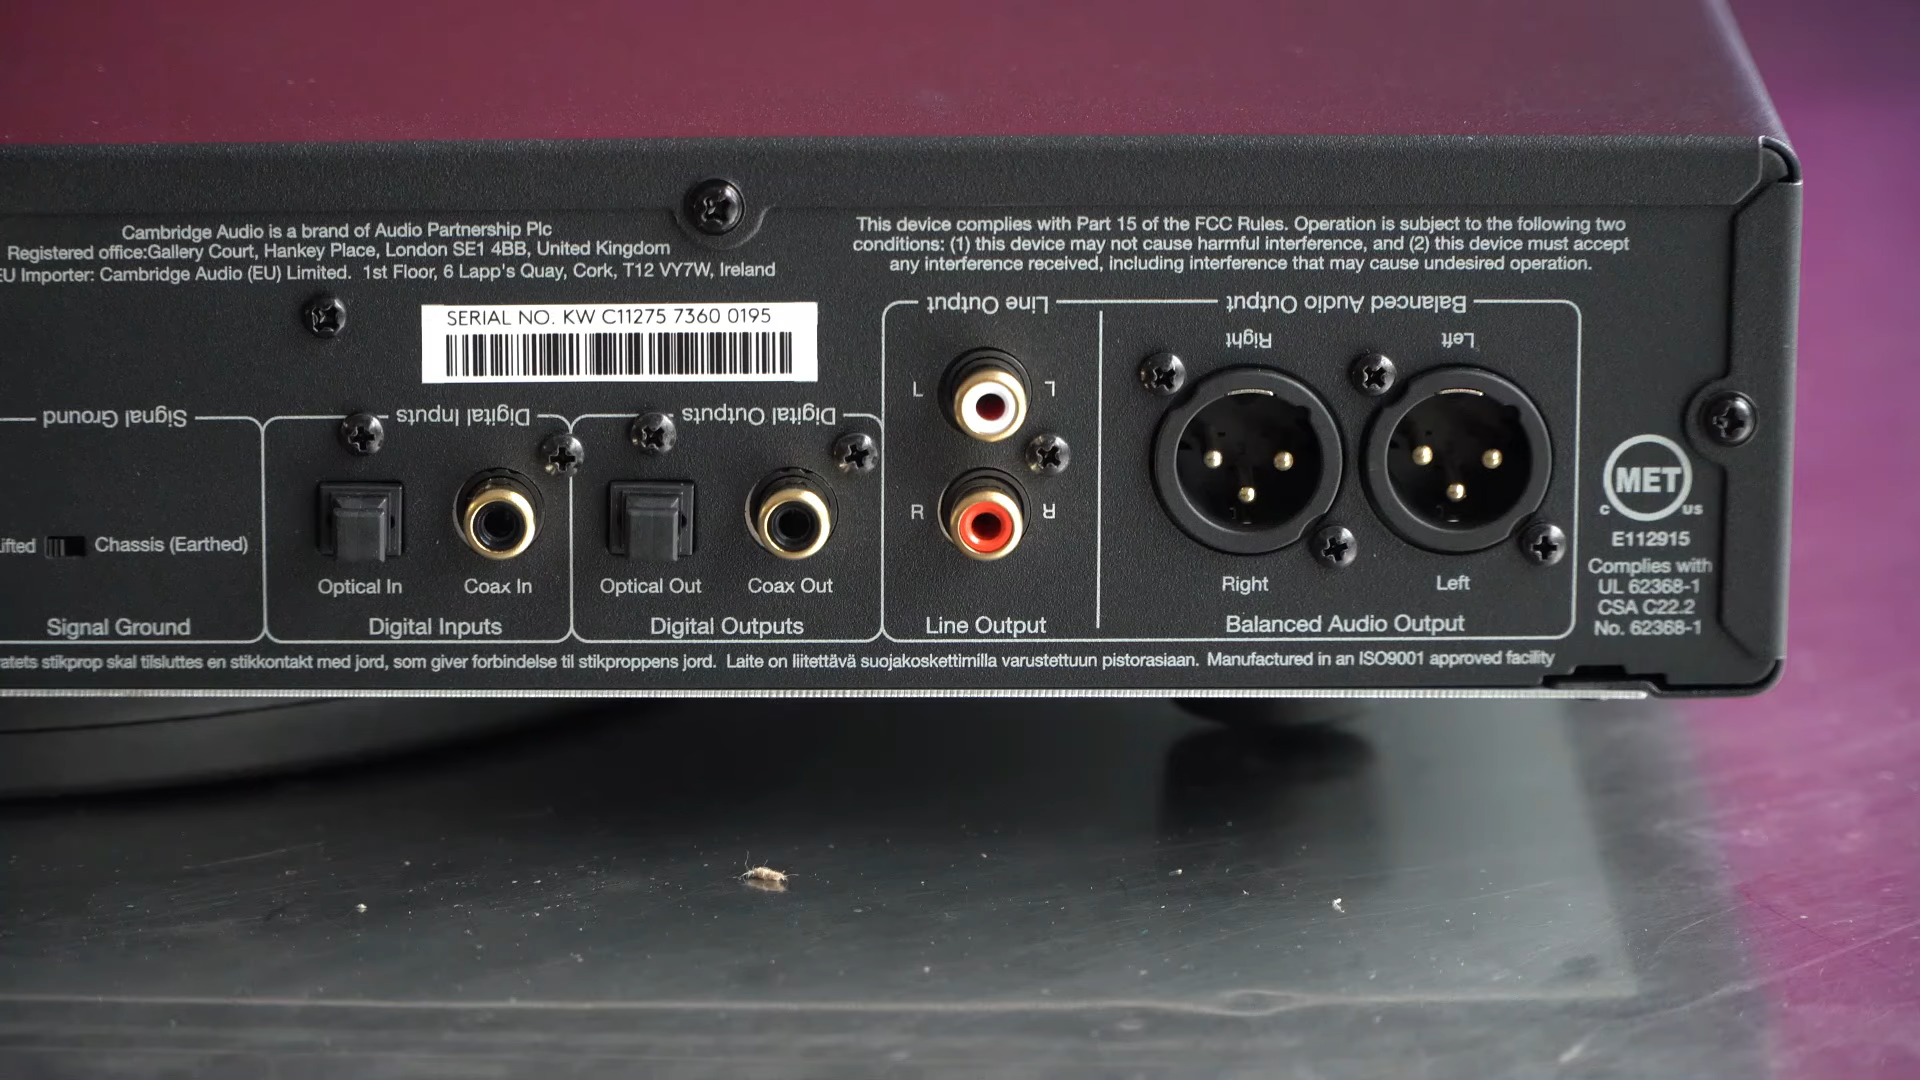 Cambridge Audio is a brand of Audio Partnership Plc
Registered office:Gallery Court, Hankey Place, London SE1 4BB, United Kingdom
EU Importer: Cambridge Audio (EU) Limited. 1st Floor, 6 Lapp's Quay, Cork, T12 VY7W, Ireland
This device complies with Part 15 of the FCC Rules. Operation is subject to the following two
conditions: (1) this device may not cause harmful interference, and (2) this device must accept
any interference received, including interference that may cause undesired operation.
SERIAL NO. KW C11275 7360 0195
Signal Ground
Digital Inputs
Digital Outputs
Line Output
Balanced Audio Output
Right
Left
L
L
R
R
Chassis (Earthed)
Optical In
Coax In
Optical Out
Coax Out
Right
Left
Signal Ground
Digital Inputs
Digital Outputs
Line Output
Balanced Audio Output
MET
C US
E112915
Complies with
UL 62368-1
CSA C22.2
No. 62368-1
skal tilsluttes en stikkontakt med jord, som giver forbindelse til stikproppens jord. Laite on liitettävä suojakoskettimilla varustettuun pistorasiaan. Manufactured in an ISO9001 approved facility